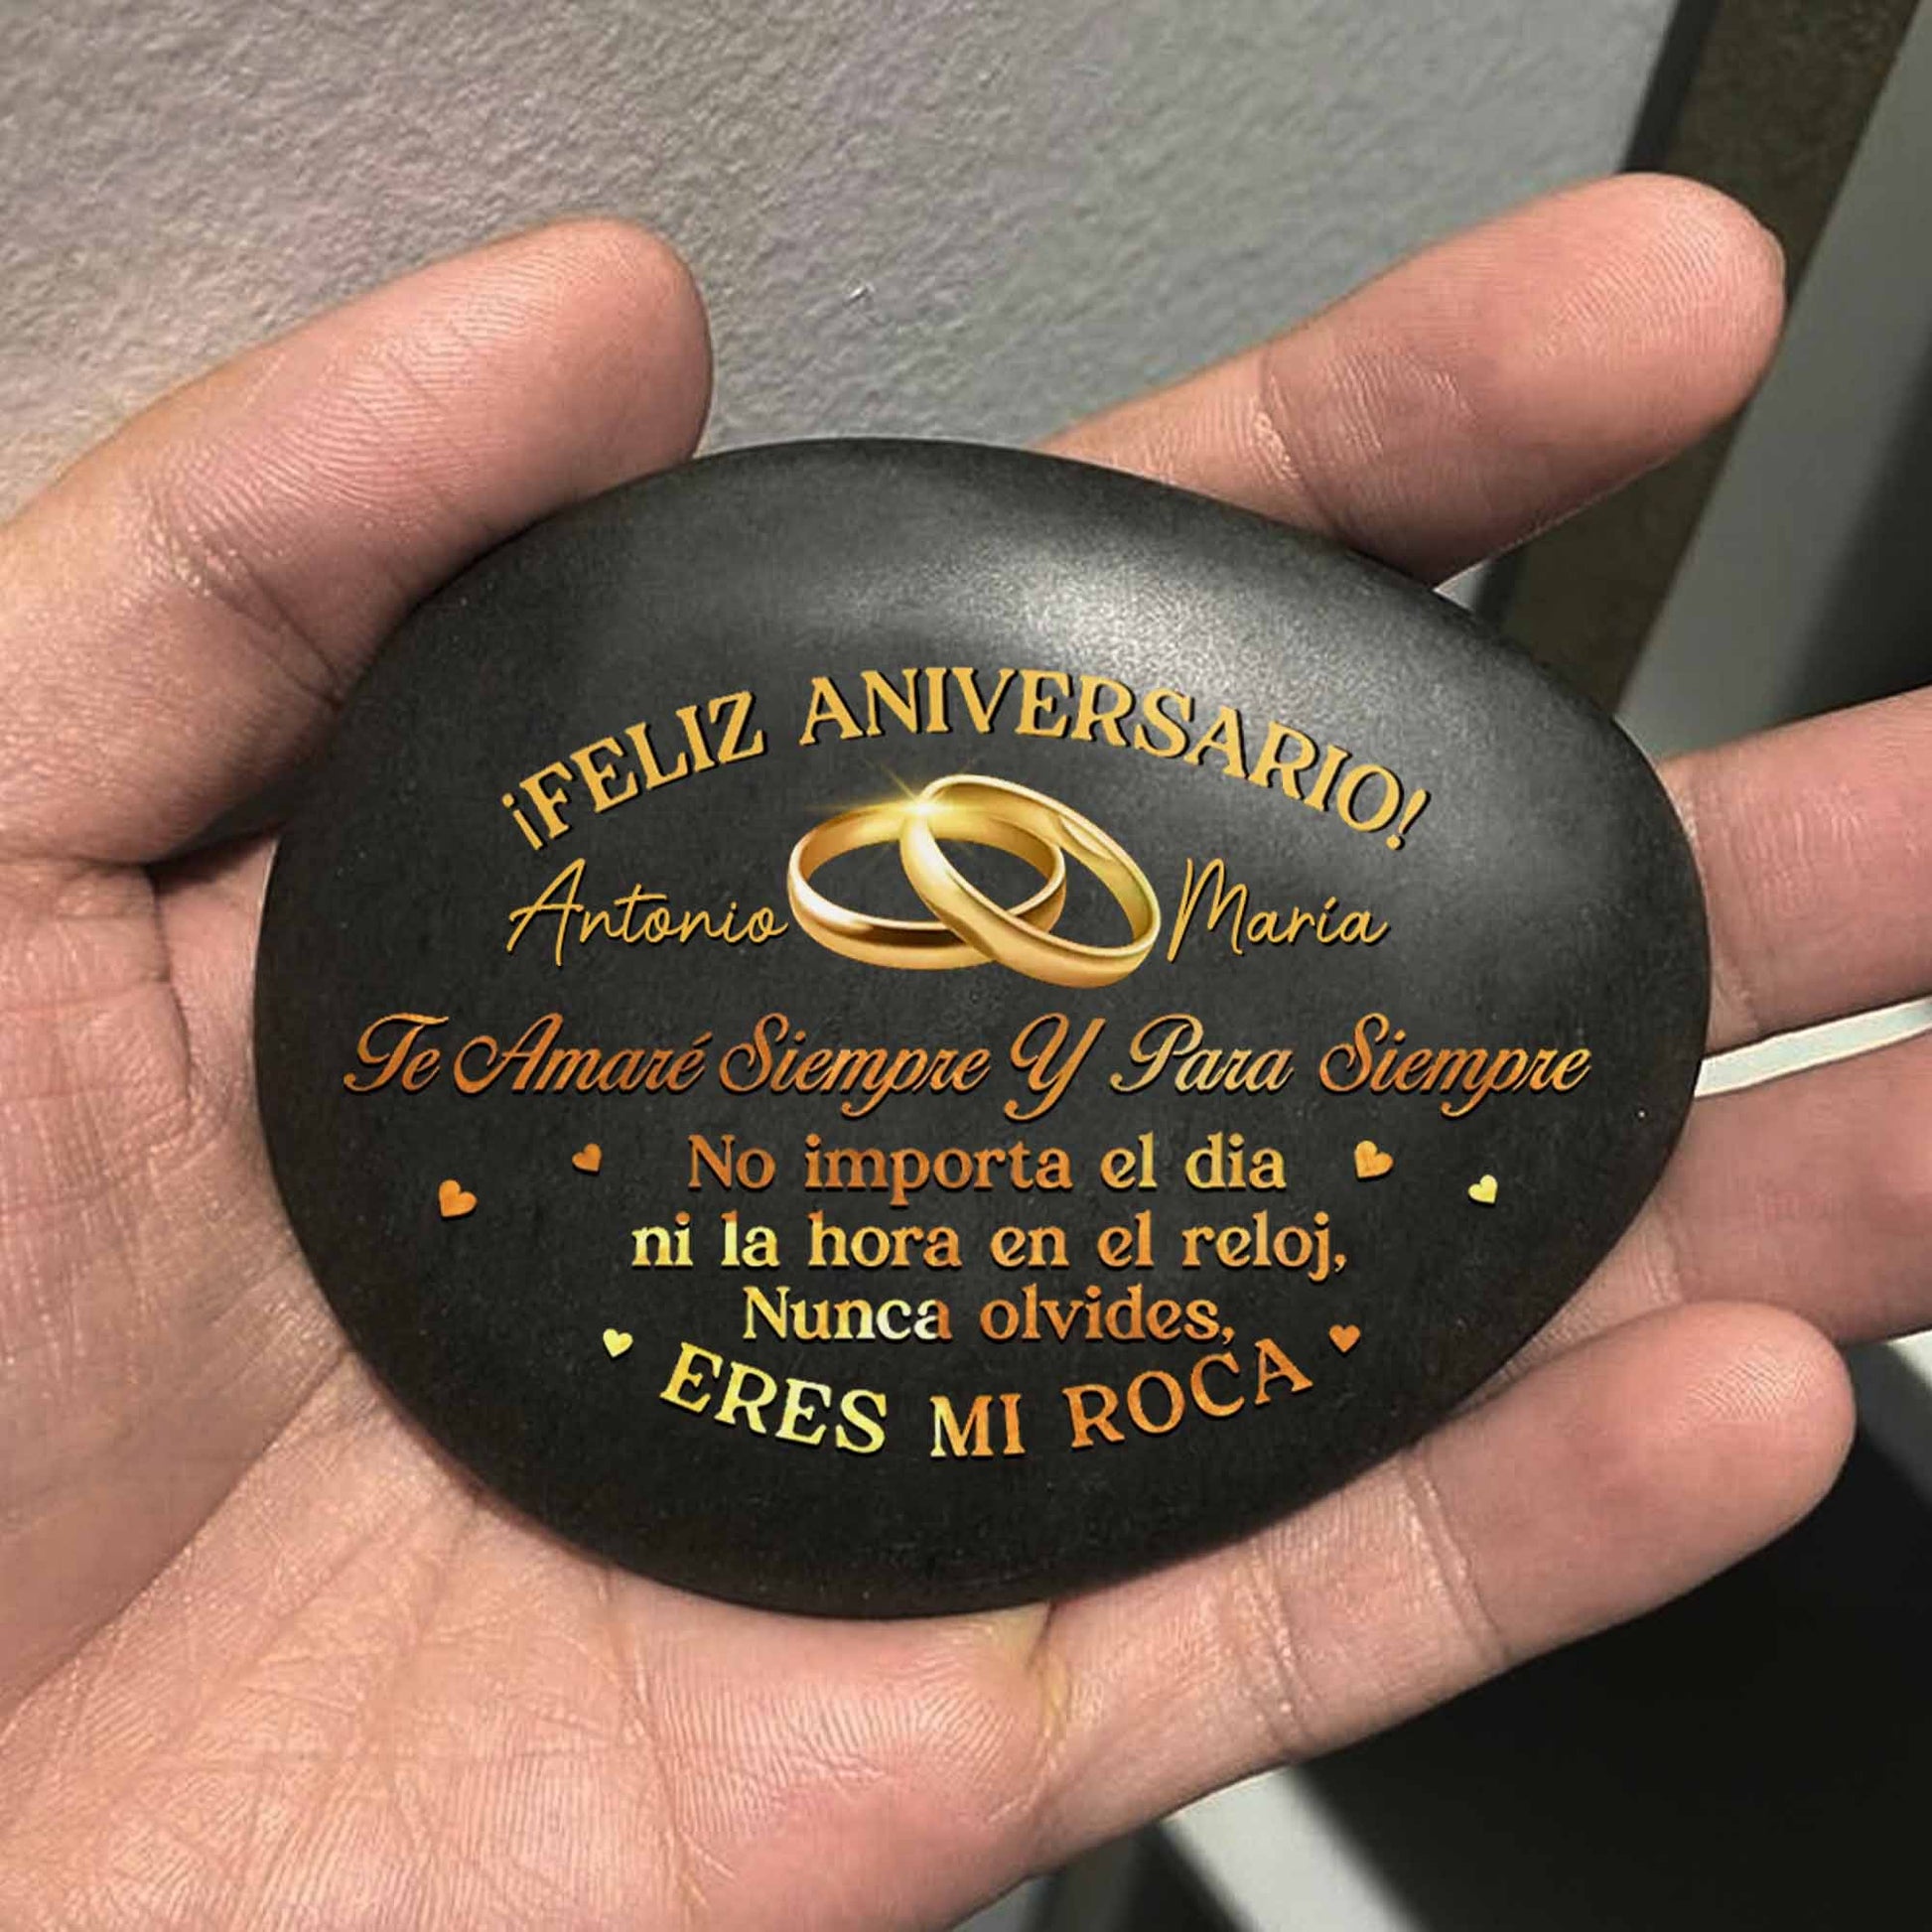 ¡FELIZ ANIVERSARIO!
Antonio María
Te Amaré Siempre Y Para Siempre
No importa el dia
ni la hora en el reloj,
Nunca olvides,
ERES MI ROCA